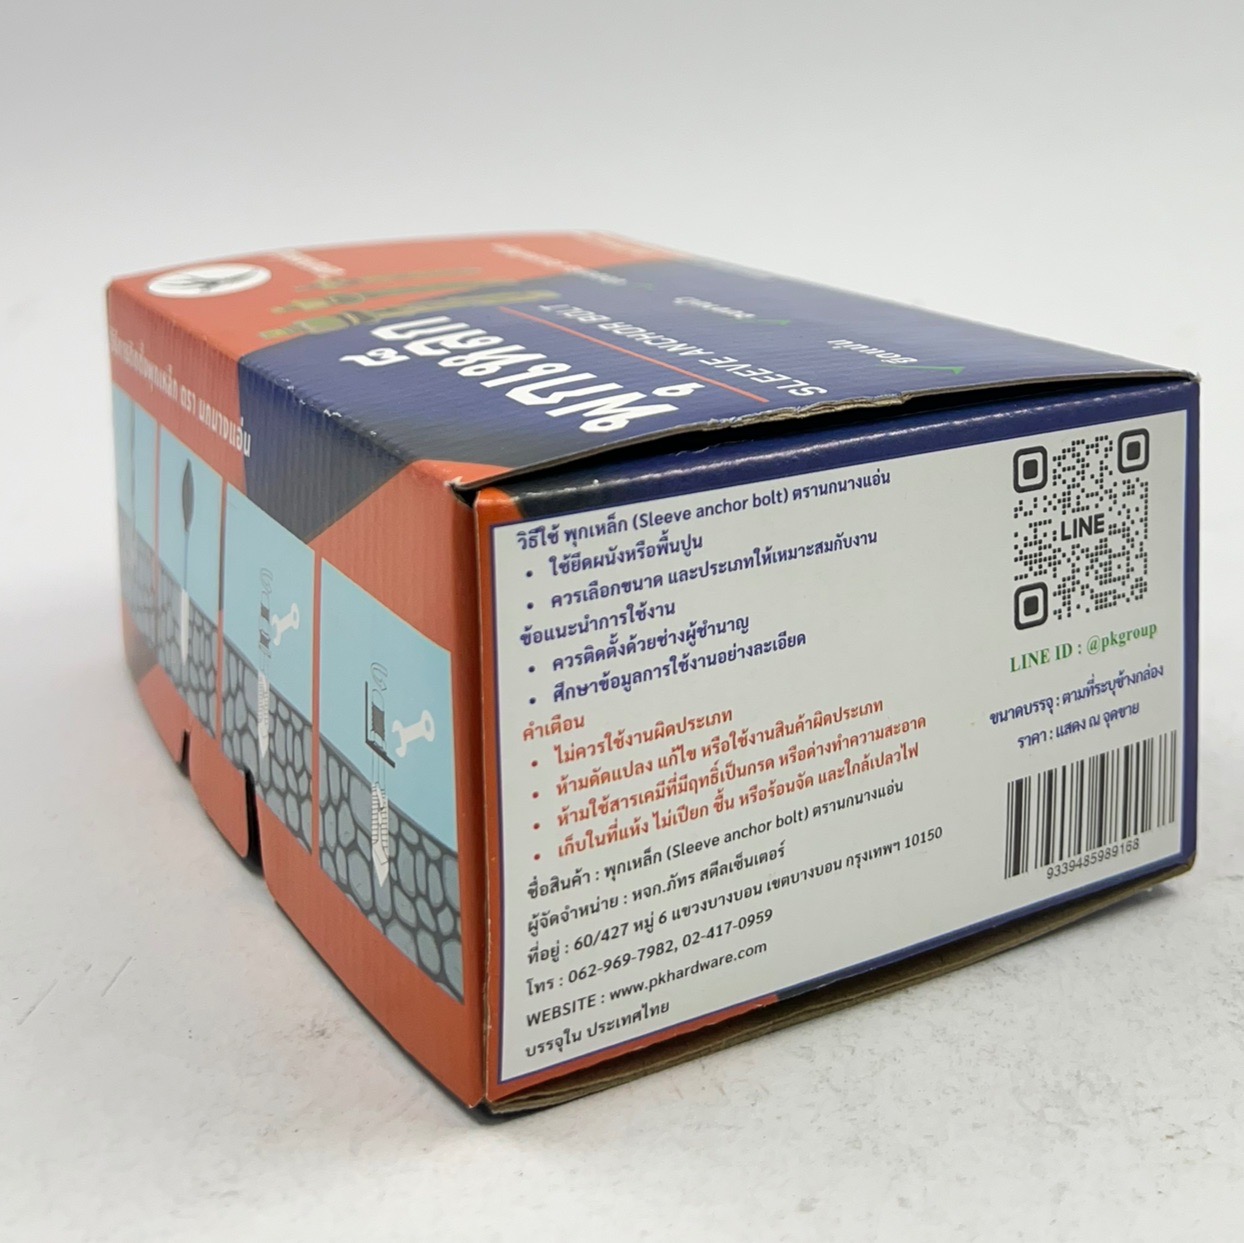 พุกเหล็ก
SLEEVE ANCHOR BOLT
ยึดแน่น
วิธีการติดตั้งพุกเหล็ก ตรา นกนางแอ่น
วิธีใช้ พุกเหล็ก (Sleeve anchor bolt) ตรานกนางแอ่น
• ใช้ยึดผนังหรือพื้นปูน
• ควรเลือกขนาด และประเภทให้เหมาะสมกับงาน
ข้อแนะนำการใช้งาน
• ควรติดตั้งด้วยช่างผู้ชำนาญ
• ศึกษาข้อมูลการใช้งานอย่างละเอียด
คำเตือน
• ไม่ควรใช้งานผิดประเภท
• ห้ามดัดแปลง แก้ไข หรือใช้งานสินค้าผิดประเภท
• ห้ามใช้สารเคมีที่มีฤทธิ์เป็นกรด หรือด่างทำความสะอาด
• เก็บในที่แห้ง ไม่เปียก ชื้น หรือร้อนจัด และใกล้เปลวไฟ
ชื่อสินค้า : พุกเหล็ก (Sleeve anchor bolt) ตรานกนางแอ่น
ผู้จัดจำหน่าย : หจก.ภัทร สตีลเซ็นเตอร์
ที่อยู่ : 60/427 หมู่ 6 แขวงบางบอน เขตบางบอน กรุงเทพฯ 10150
โทร : 062-969-7982, 02-417-0959
WEBSITE : www.pkhardware.com
บรรจุใน ประเทศไทย
LINE
LINE ID : @pkgroup
ขนาดบรรจุ : ตามที่ระบุข้างกล่อง
ราคา : แสดง ณ จุดขาย
9339485989168